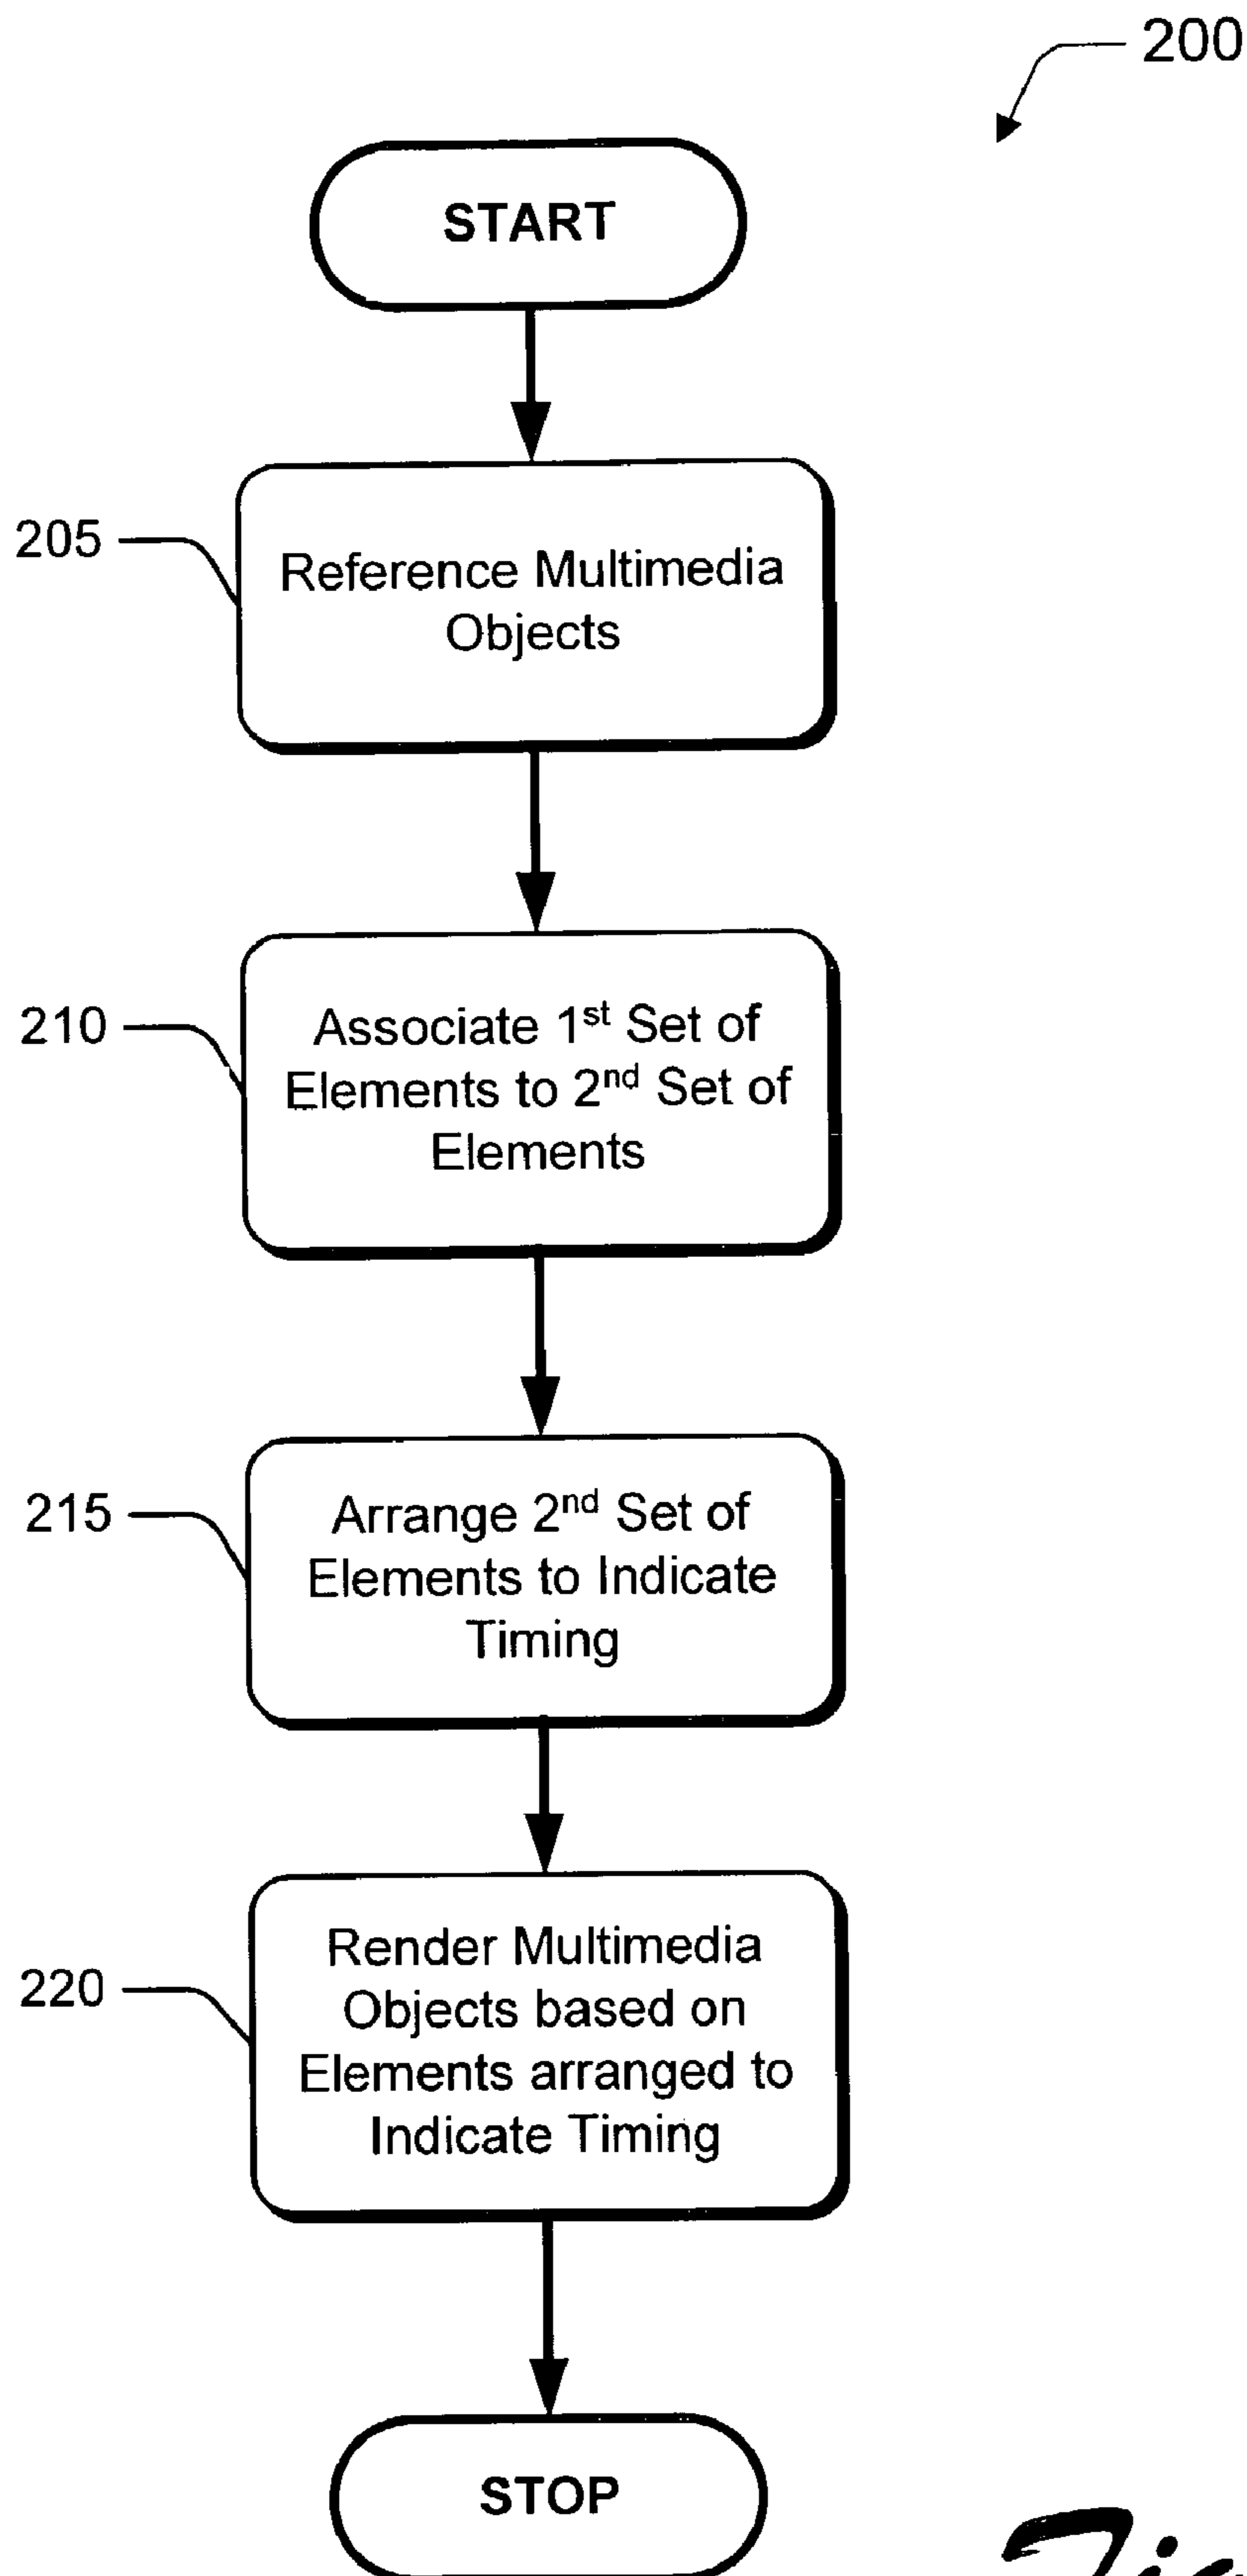 200
START
205
Reference Multimedia
Objects
210
Associate 1st Set of
Elements to 2nd Set of
Elements
215
Arrange 2nd Set of
Elements to Indicate
Timing
220
Render Multimedia
Objects based on
Elements arranged to
Indicate Timing
STOP